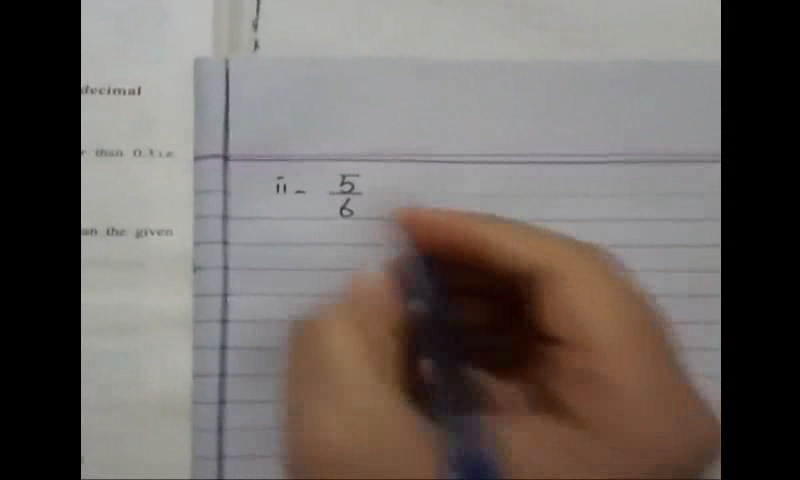 decimal
than 0.3 i.e
an the given
ii- 5/6